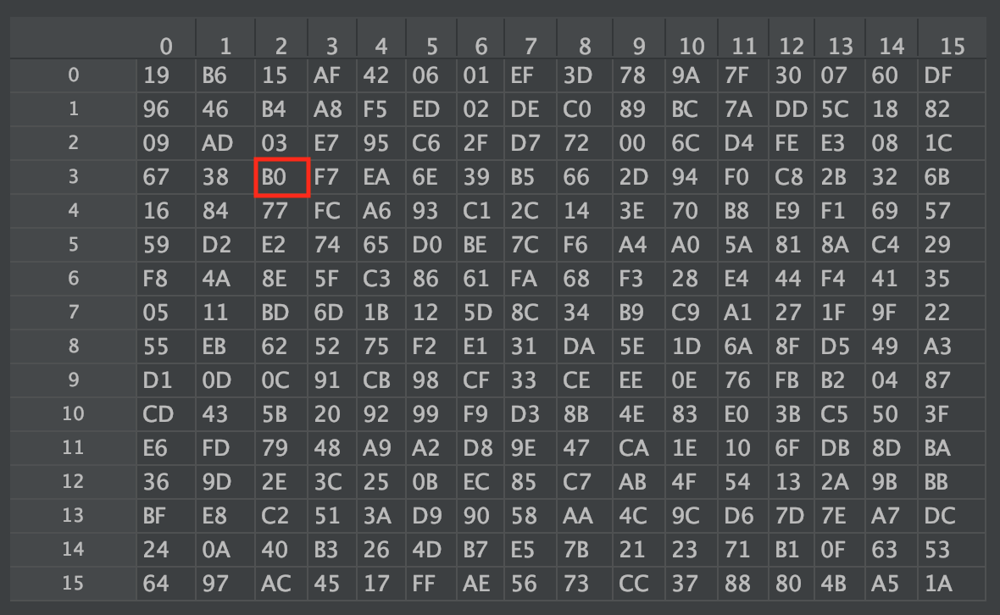 0 1 2 3 4 5 6 7 8 9 10 11 12 13 14 15
0 19 B6 15 AF 42 06 01 EF 3D 78 9A 7F 30 07 60 DF
1 96 46 B4 A8 F5 ED 02 DE C0 89 BC 7A DD 5C 18 82
2 09 AD 03 E7 95 C6 2F D7 72 00 6C D4 FE E3 08 1C
3 67 38 B0 F7 EA 6E 39 B5 66 2D 94 F0 C8 2B 32 6B
4 16 84 77 FC A6 93 C1 2C 14 3E 70 B8 E9 F1 69 57
5 59 D2 E2 74 65 D0 BE 7C F6 A4 A0 5A 81 8A C4 29
6 F8 4A 8E 5F C3 86 61 FA 68 F3 28 E4 44 F4 41 35
7 05 11 BD 6D 1B 12 5D 8C 34 B9 C9 A1 27 1F 9F 22
8 55 EB 62 52 75 F2 E1 31 DA 5E 1D 6A 8F D5 49 A3
9 D1 0D 0C 91 CB 98 CF 33 CE EE 0E 76 FB B2 04 87
10 CD 43 5B 20 92 99 F9 D3 8B 4E 83 E0 3B C5 50 3F
11 E6 FD 79 48 A9 A2 D8 9E 47 CA 1E 10 6F DB 8D BA
12 36 9D 2E 3C 25 0B EC 85 C7 AB 4F 54 13 2A 9B BB
13 BF E8 C2 51 3A D9 90 58 AA 4C 9C D6 7D 7E A7 DC
14 24 0A 40 B3 26 4D B7 E5 7B 21 23 71 B1 0F 63 53
15 64 97 AC 45 17 FF AE 56 73 CC 37 88 80 4B A5 1A